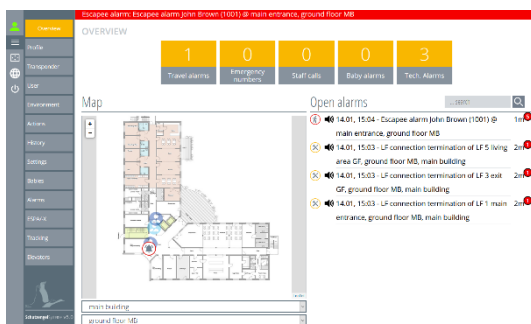 Escapee alarm: Escapee alarm John Brown (1001) @ main entrance, ground floor MB
Overview
Profile
Transponder
User
Environment
Actions
History
Settings
Babies
Alarms
ESPAGE
Tracking
Elevators
OVERVIEW
1
Travel alarms
0
Emergency numbers
0
Staff calls
0
Baby alarms
3
Tech. Alarms
Map
+
-
main building
ground floor MB
Open alarms
14.01, 15:04 - Escapee alarm John Brown (1001) @ 1m
main entrance, ground floor MB
14.01, 15:03 - LF connection termination of LF 5 living 2m
area GF, ground floor MB, main building
14.01, 15:03 - LF connection termination of LF 3 exit 2m
GF, ground floor MB, main building
14.01, 15:03 - LF connection termination of LF 1 main 2m
entrance, ground floor MB, main building